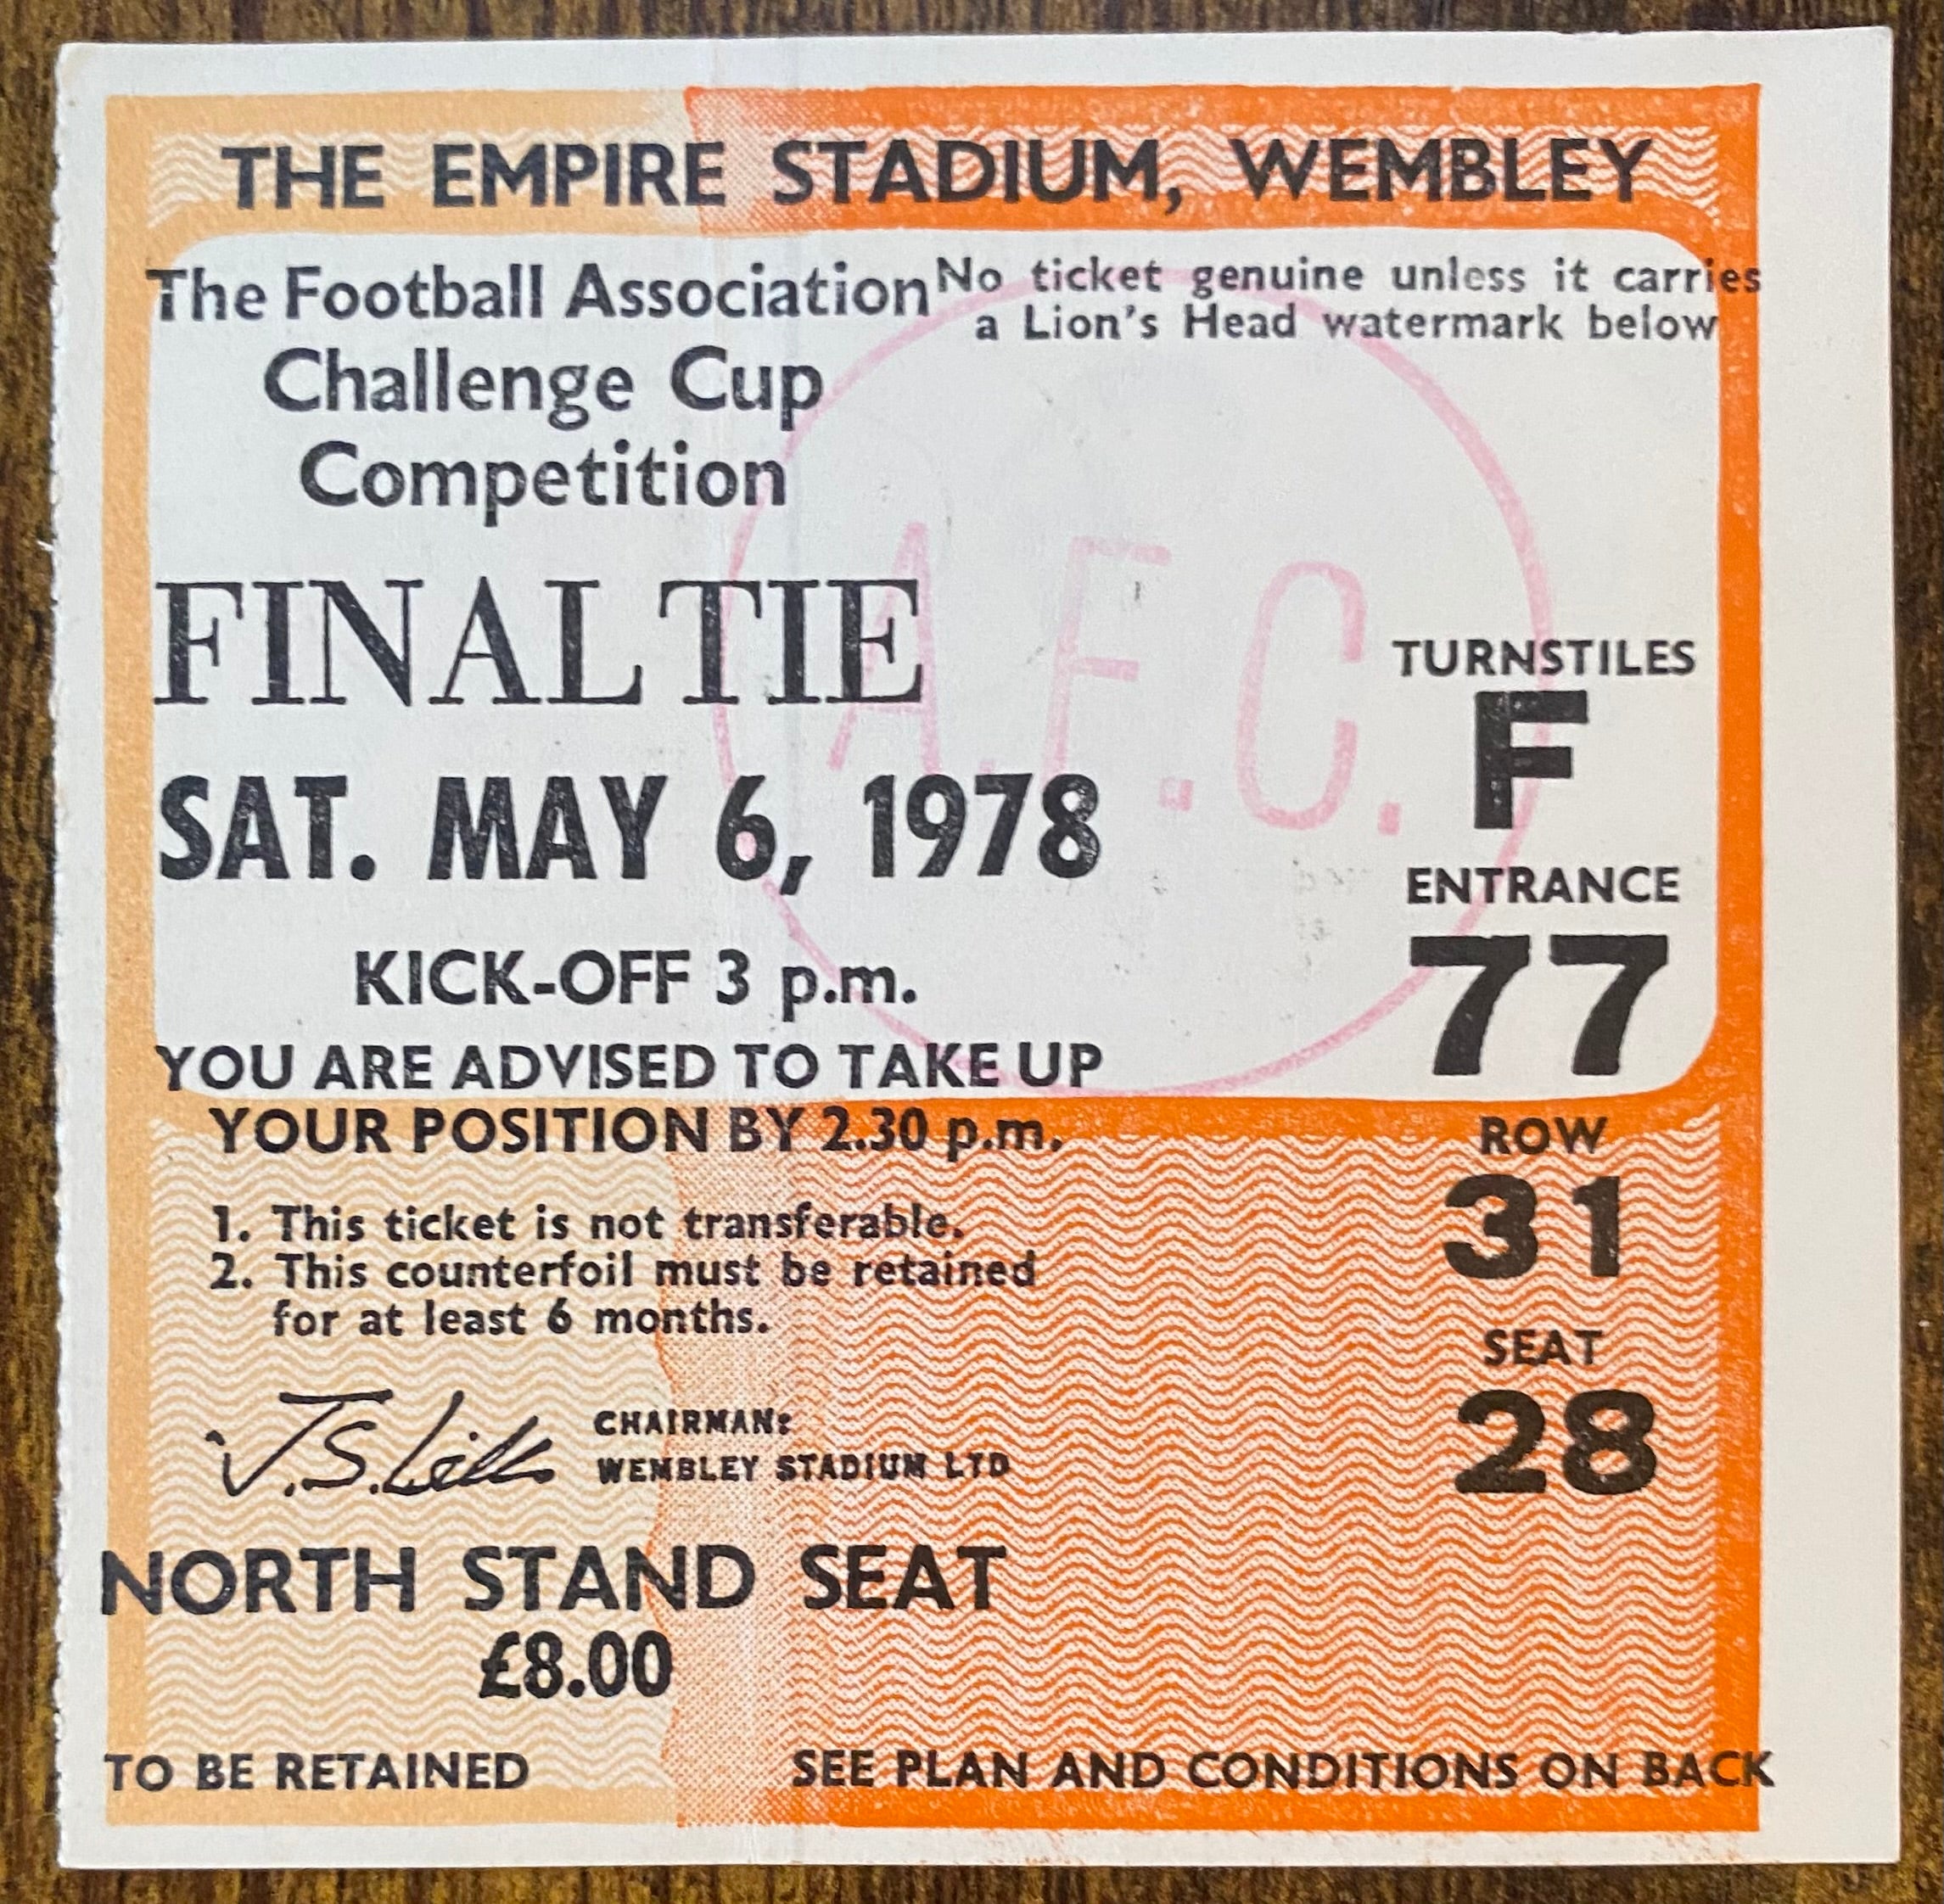 THE EMPIRE STADIUM, WEMBLEY
The Football Association
Challenge Cup
Competition
No ticket genuine unless it carries
a Lion's Head watermark below
A.F.C.
FINAL TIE
SAT. MAY 6, 1978
KICK-OFF 3 p.m.
YOU ARE ADVISED TO TAKE UP
YOUR POSITION BY 2.30 p.m.
TURNSTILES
F
ENTRANCE
77
ROW
31
SEAT
28
1. This ticket is not transferable.
2. This counterfoil must be retained
for at least 6 months.
J.S.
CHAIRMAN:
WEMBLEY STADIUM LTD
NORTH STAND SEAT
£8.00
TO BE RETAINED
SEE PLAN AND CONDITIONS ON BACK